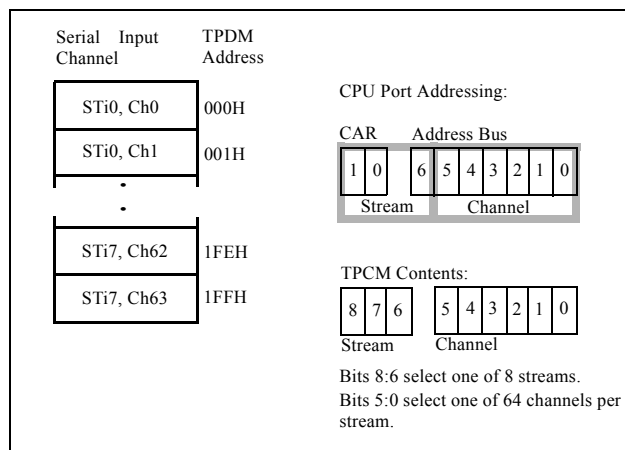 Serial Input TPDM
Channel Address
STi0, Ch0 000H
STi0, Ch1 001H
STi7, Ch62 1FEH
STi7, Ch63 1FFH
CPU Port Addressing:
CAR Address Bus
1 0 6 5 4 3 2 1 0
Stream Channel
TPCM Contents:
8 7 6 5 4 3 2 1 0
Stream Channel
Bits 8:6 select one of 8 streams.
Bits 5:0 select one of 64 channels per
stream.